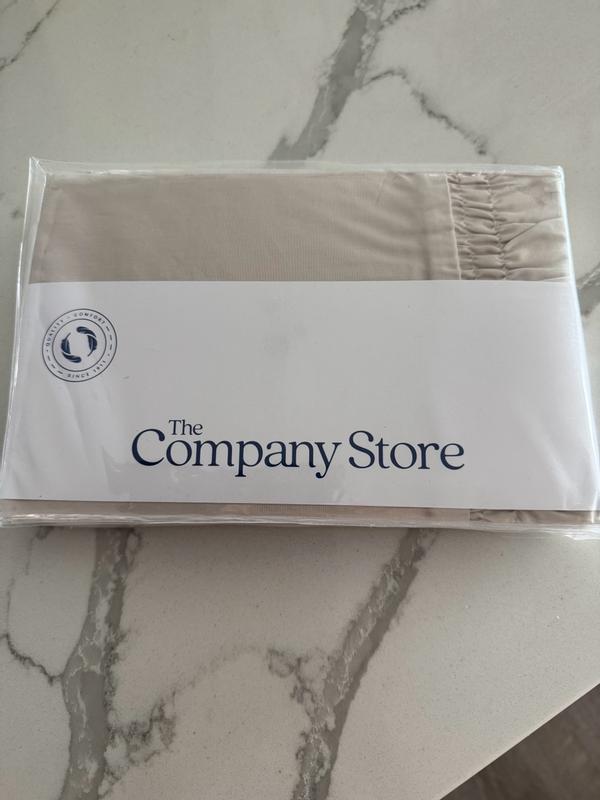 QUALITY - COMFORT
SINCE 1911
The
Company Store